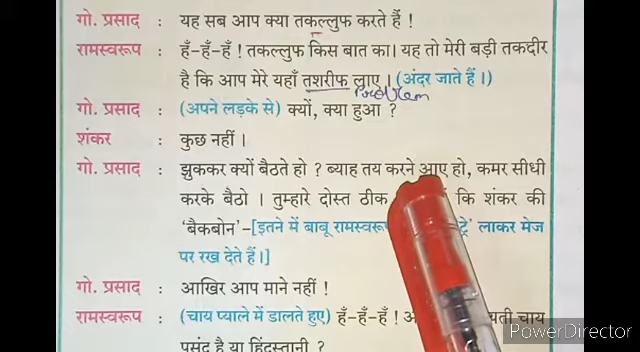 गो. प्रसाद : यह सब आप क्या तकल्लुफ करते हैं !
रामस्वरूप : हँ-हँ-हँ ! तकल्लुफ किस बात का। यह तो मेरी बड़ी तकदीर
है कि आप मेरे यहाँ तशरीफ लाए । (अंदर जाते हैं।)
Problem
गो. प्रसाद : (अपने लड़के से) क्यों, क्या हुआ ?
शंकर : कुछ नहीं ।
गो. प्रसाद : झुककर क्यों बैठते हो ? ब्याह तय करने आए हो, कमर सीधी
करके बैठो । तुम्हारे दोस्त ठीक कि शंकर की
'बैकबोन'-[इतने में बाबू लाकर मेज
पर रख देते हैं।]
गो. प्रसाद : आखिर आप माने नहीं !
रामस्वरूप : (चाय प्याले में डालते हुए) हँ-हँ-हँ ! चाय
पसंद है या हिंदुस्तानी ?
PowerDirector